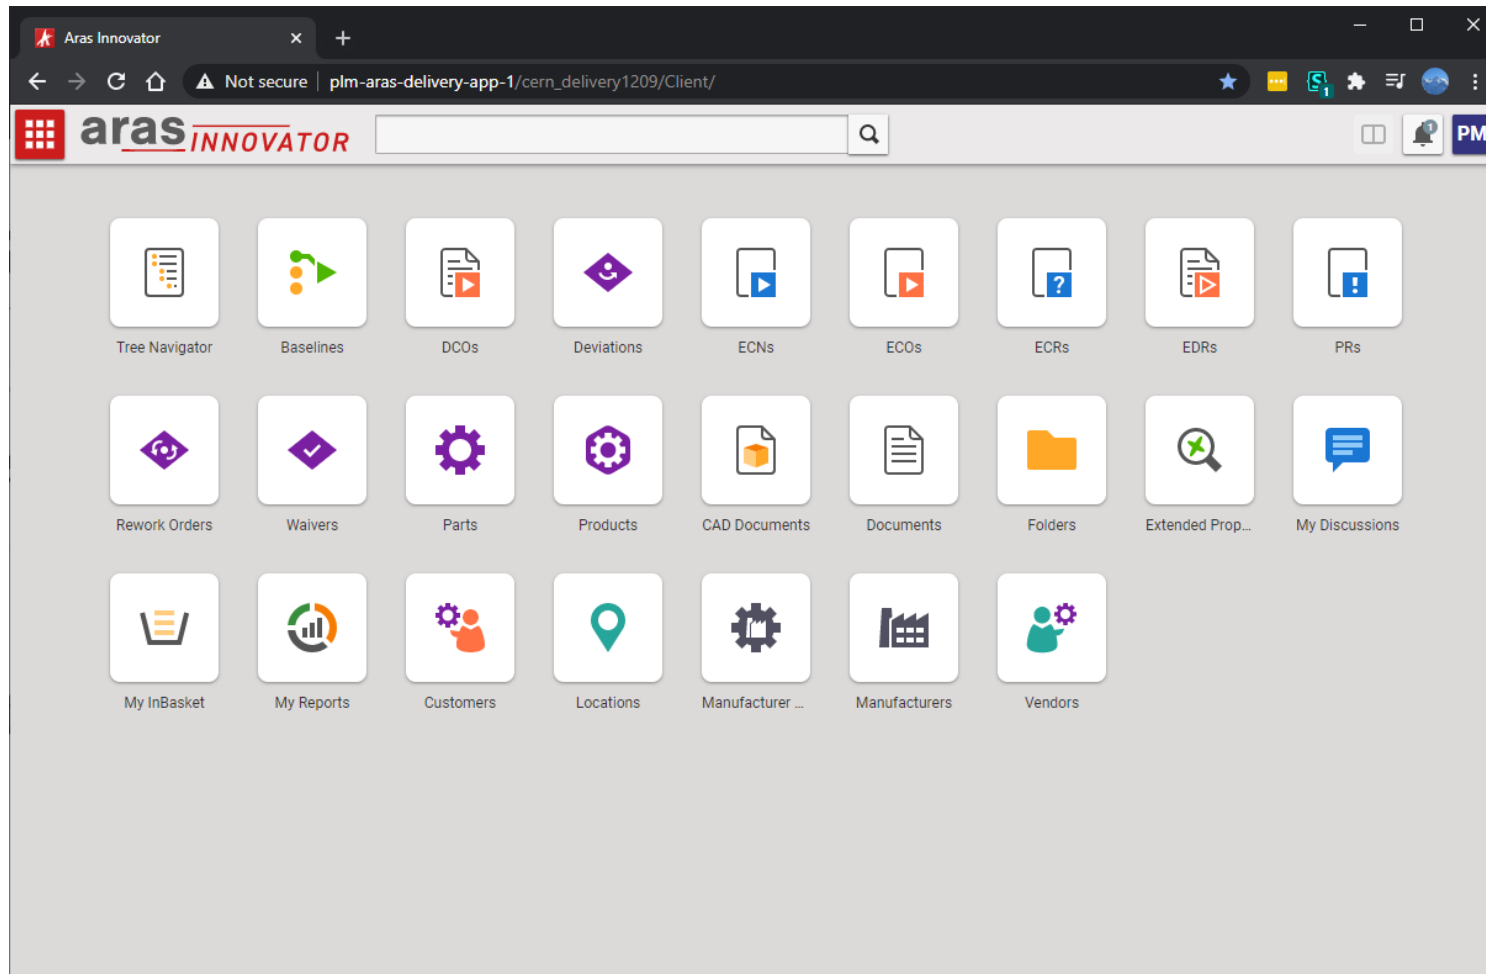 Aras Innovator
Not secure | plm-aras-delivery-app-1/cern_delivery1209/Client/
1
aras INNOVATOR
1
PM
Tree Navigator Baselines DCOs Deviations ECNs ECOs ECRs EDRs PRs
Rework Orders Waivers Parts Products CAD Documents Documents Folders Extended Prop... My Discussions
My InBasket My Reports Customers Locations Manufacturer ... Manufacturers Vendors